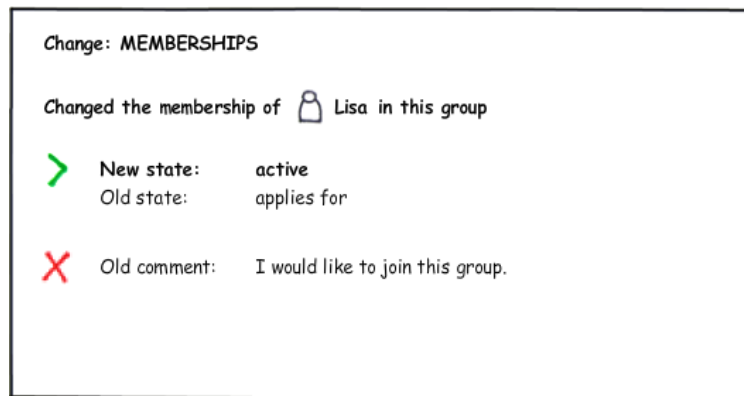 Change: MEMBERSHIPS
Changed the membership of Lisa in this group
New state: active
Old state: applies for
Old comment: I would like to join this group.